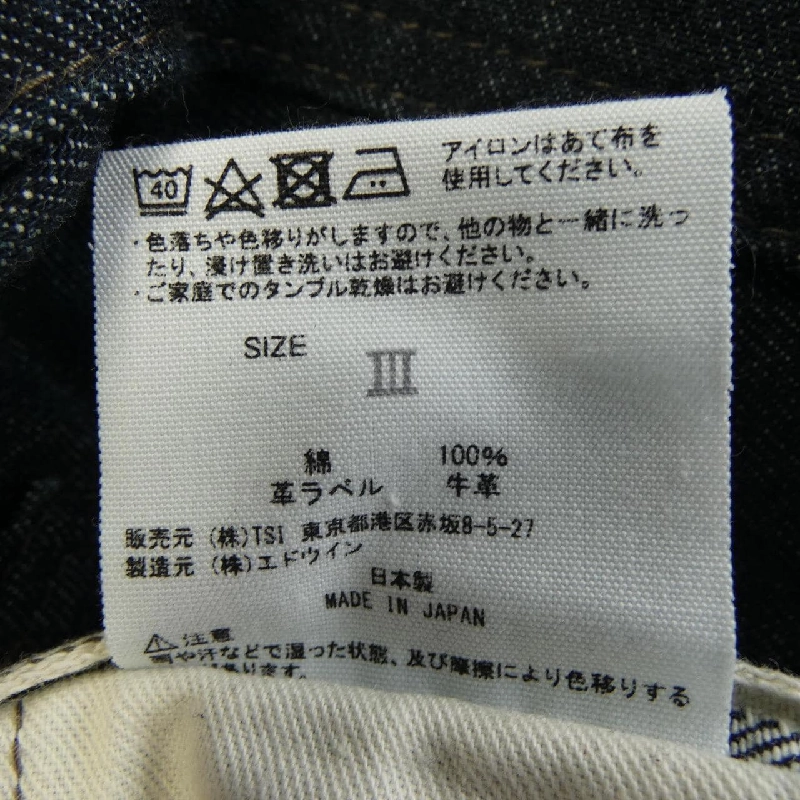 40
アイロンはあて布を
使用してください。
・色落ちや色移りがしますので、他の物と一緒に洗っ
たり、浸け置き洗いはお避けください。
・ご家庭でのタンブル乾燥はお避けください。
SIZE III
綿 100%
革ラベル 牛革
販売元 (株)TSI 東京都港区赤坂8-5-27
製造元 (株)エドウイン
日本製
MADE IN JAPAN
注意
雨や汗などで湿った状態、及び摩擦により色移りする
あります。